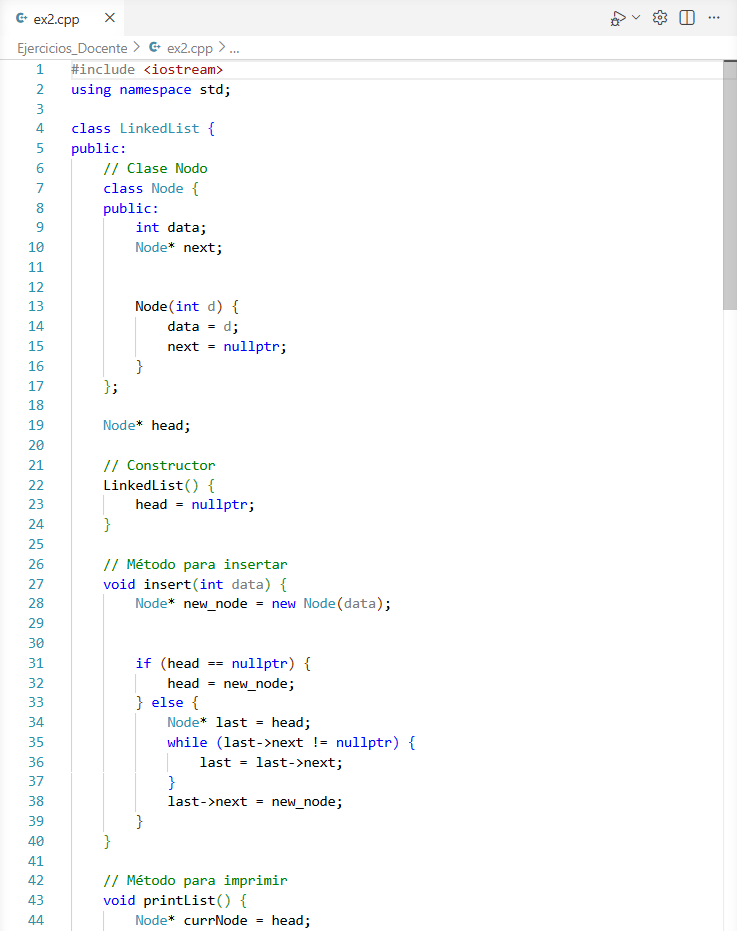 ex2.cpp
Ejercicios_Docente > ex2.cpp > ...
1 #include <iostream>
2 using namespace std;
3
4 class LinkedList {
5 public:
6 // Clase Nodo
7 class Node {
8 public:
9 int data;
10 Node* next;
11
12
13 Node(int d) {
14 data = d;
15 next = nullptr;
16 }
17 };
18
19 Node* head;
20
21 // Constructor
22 LinkedList() {
23 head = nullptr;
24 }
25
26 // Método para insertar
27 void insert(int data) {
28 Node* new_node = new Node(data);
29
30
31 if (head == nullptr) {
32 head = new_node;
33 } else {
34 Node* last = head;
35 while (last->next != nullptr) {
36 last = last->next;
37 }
38 last->next = new_node;
39 }
40 }
41
42 // Método para imprimir
43 void printList() {
44 Node* currNode = head;